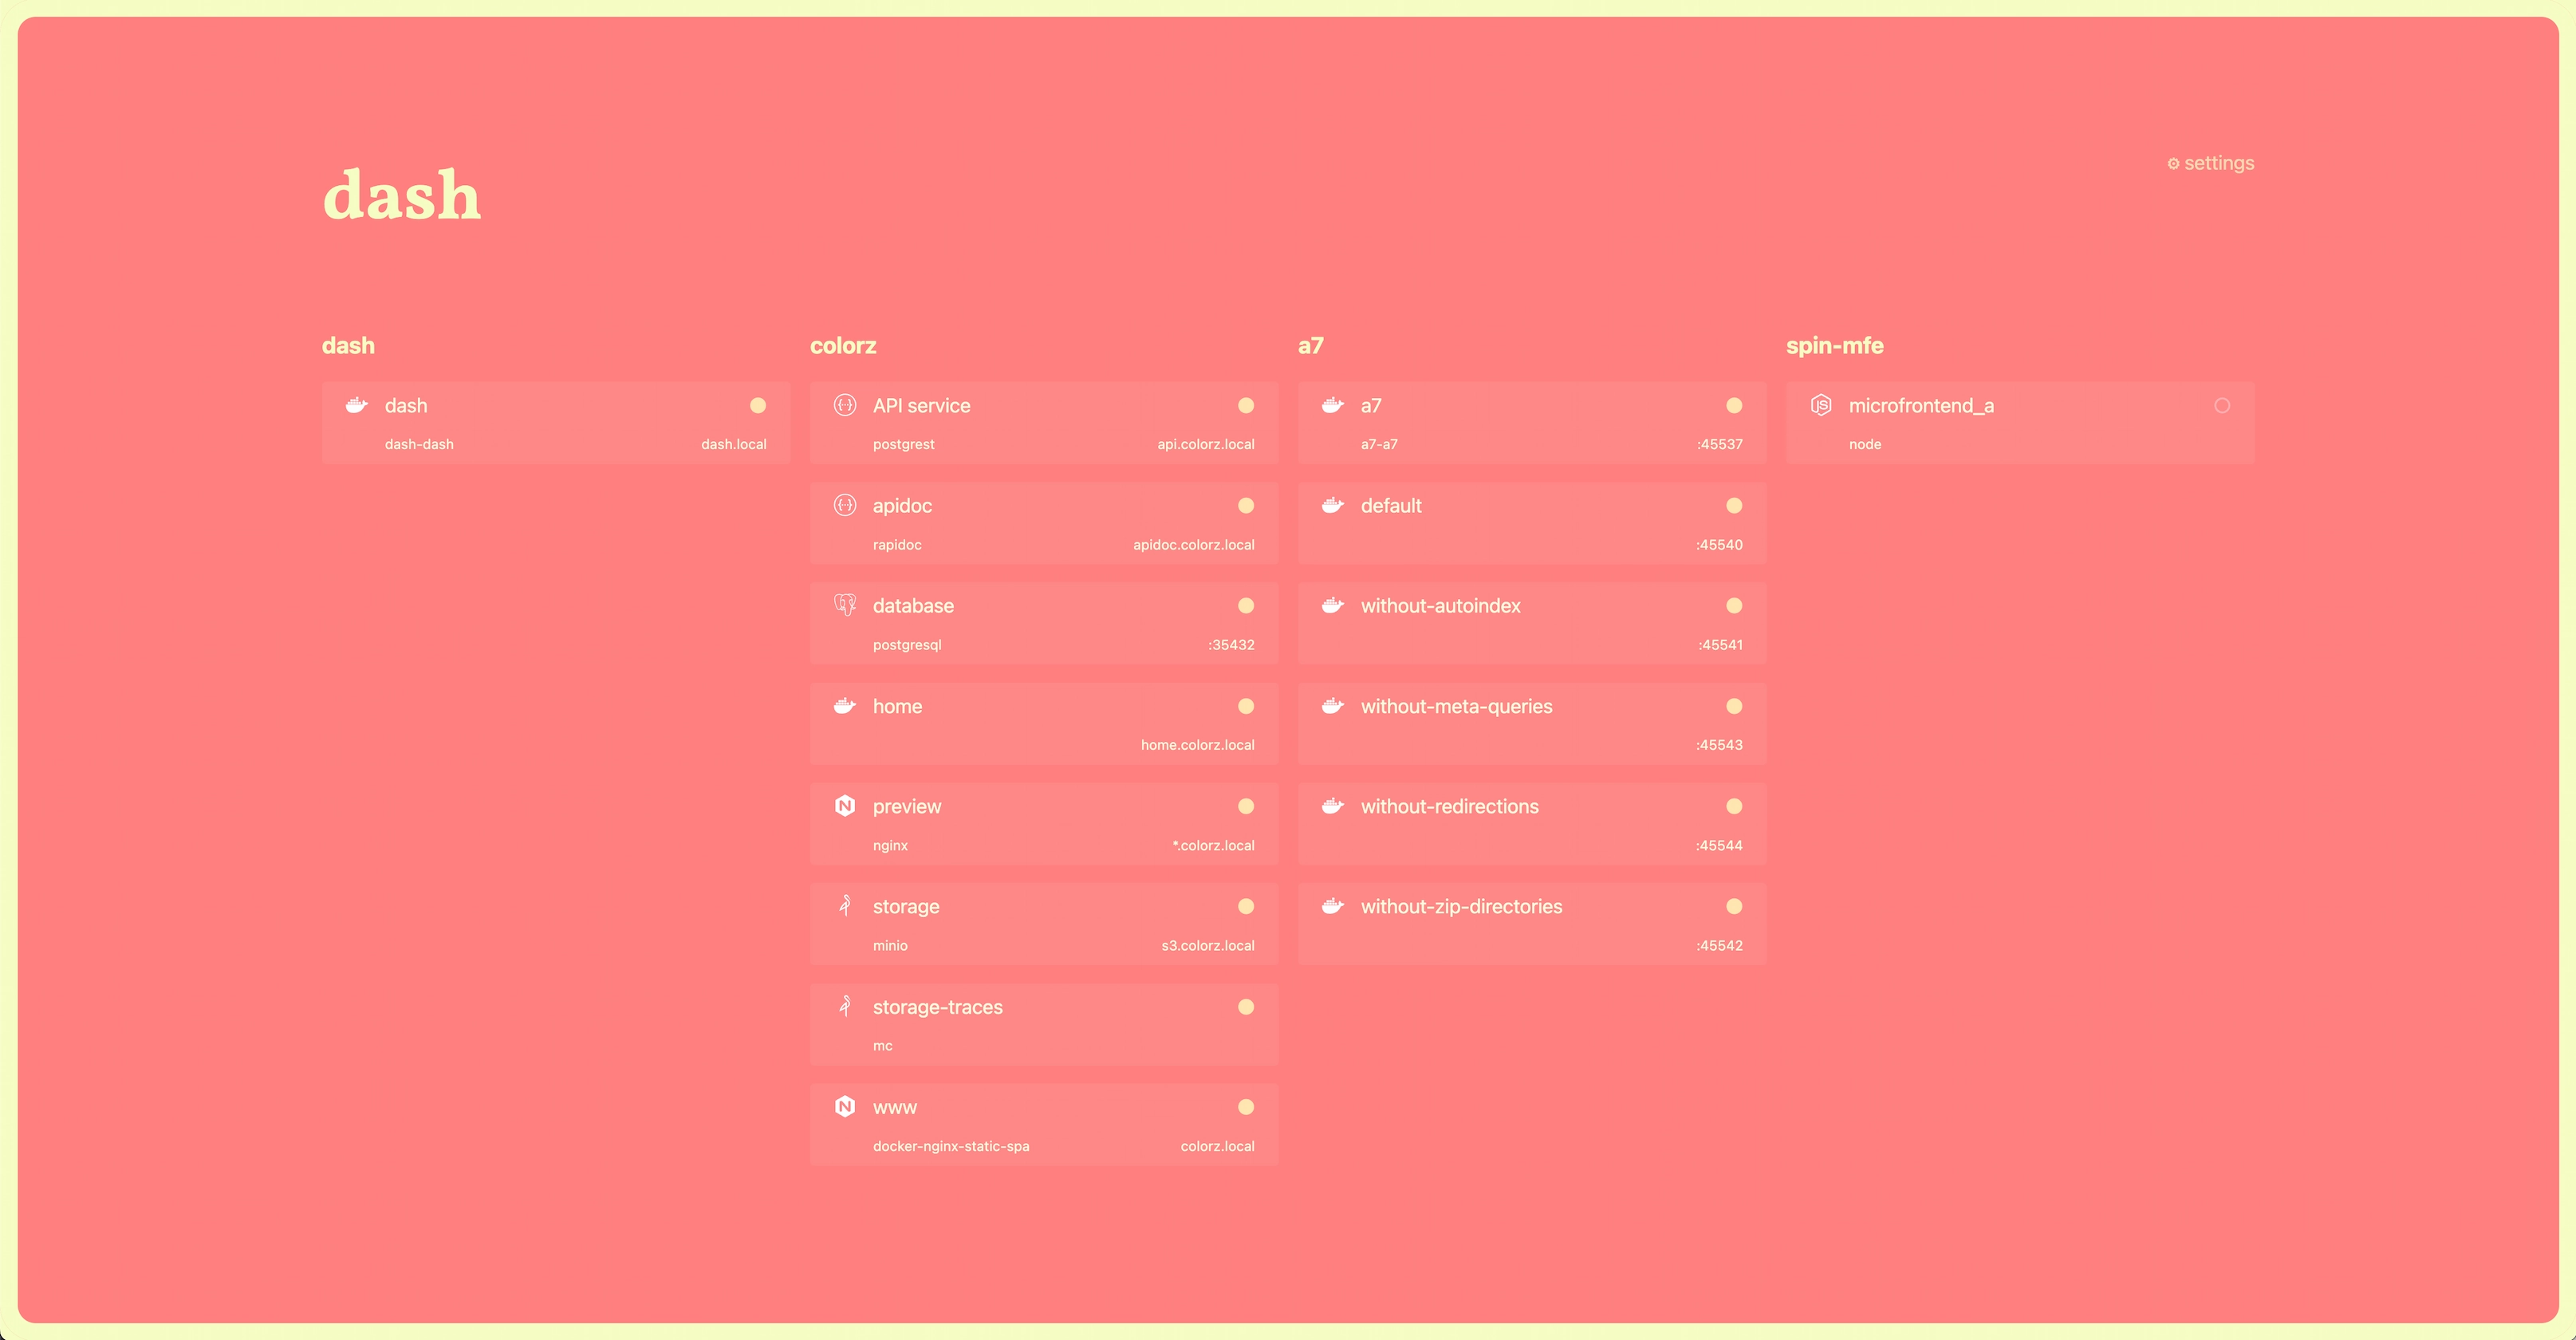 dash
⚙ settings
dash
dash
dash-dash
dash.local
colorz
API service
postgrest
api.colorz.local
apidoc
rapidoc
apidoc.colorz.local
database
postgresql
:35432
home
home.colorz.local
preview
nginx
*.colorz.local
storage
minio
s3.colorz.local
storage-traces
mc
www
docker-nginx-static-spa
colorz.local
a7
a7
a7-a7
:45537
default
:45540
without-autoindex
:45541
without-meta-queries
:45543
without-redirections
:45544
without-zip-directories
:45542
spin-mfe
microfrontend_a
node